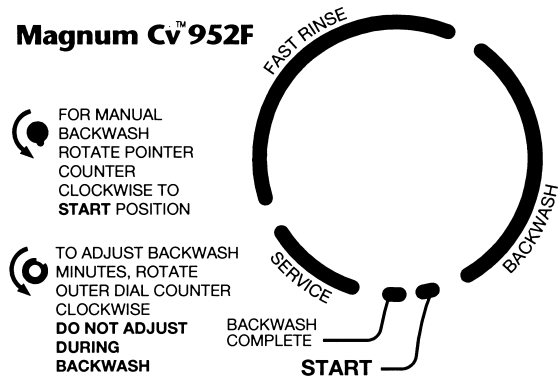 Magnum Cv™ 952F
FAST RINSE
FOR MANUAL
BACKWASH
ROTATE POINTER
COUNTER
CLOCKWISE TO
START POSITION
BACKWASH
TO ADJUST BACKWASH
MINUTES, ROTATE
OUTER DIAL COUNTER
CLOCKWISE
DO NOT ADJUST
DURING
BACKWASH
SERVICE
BACKWASH
COMPLETE
START